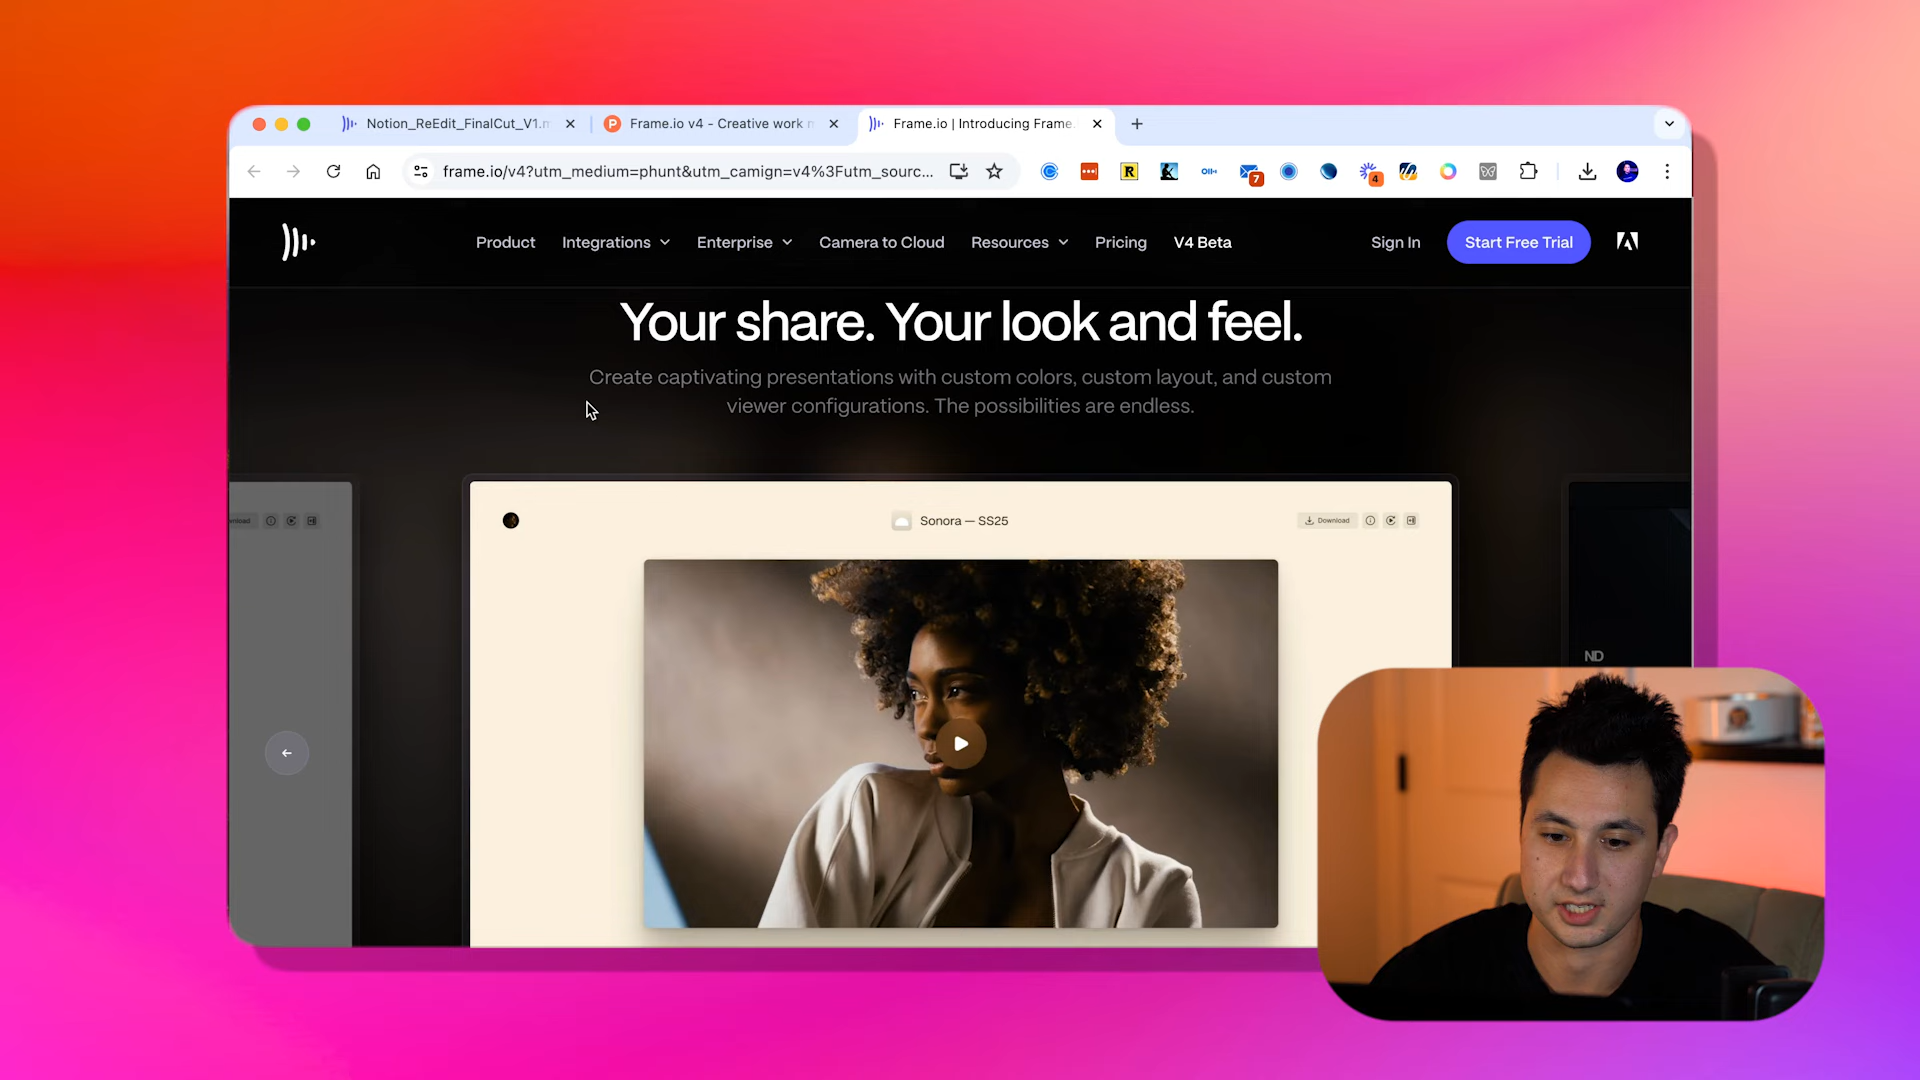 Notion_ReEdit_FinalCut_V1.m
Frame.io v4 - Creative work m
Frame.io | Introducing Frame.
frame.io/v4?utm_medium=phunt&utm_camign=v4%3Futm_sourc...
7
4
Product
Integrations
Enterprise
Camera to Cloud
Resources
Pricing
V4 Beta
Sign In
Start Free Trial
Your share. Your look and feel.
Create captivating presentations with custom colors, custom layout, and custom
viewer configurations. The possibilities are endless.
Sonora — SS25
Download
ND